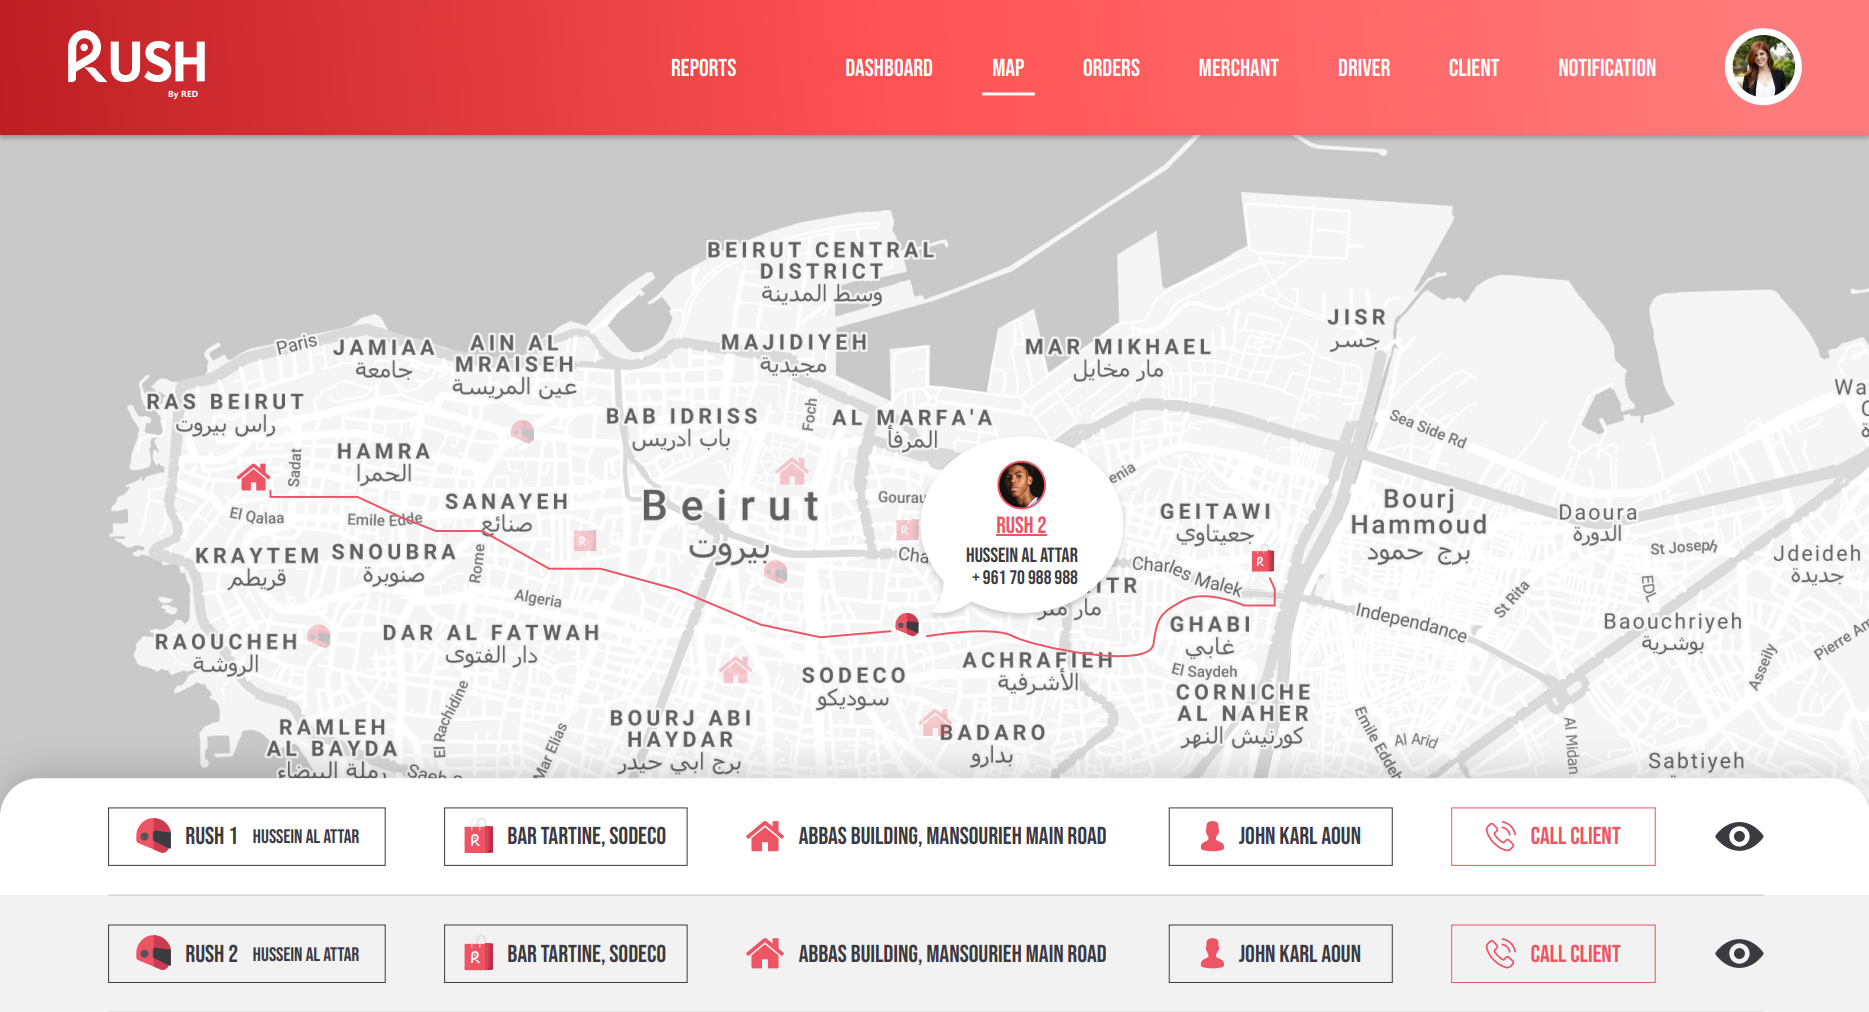 RUSH
By RED
REPORTS
DASHBOARD
MAP
ORDERS
MERCHANT
DRIVER
CLIENT
NOTIFICATION
BEIRUT CENTRAL
DISTRICT
وسط المدينة
JISR
جسر
Paris
JAMIAA
جامعة
AIN AL
MRAISEH
عين المريسة
MAJIDIYEH
مجيدية
MAR MIKHAEL
مار مخايل
RAS BEIRUT
راس بيروت
BAB IDRISS
باب ادريس
Foch
AL MARFA'A
المرفأ
Sea Side Rd
HAMRA
الحمرا
Sadat
SANAYEH
صنائع
Beirut
بيروت
Gourau
enia
RUSH 2
HUSSEIN AL ATTAR
+ 961 70 988 988
GEITAWI
جعيتاوي
Bourj
Hammoud
برج حمود
Daoura
الدورة
St Joseph
Jdeideh
جديدة
El Qalaa
Emile Edde
KRAYTEM
قريطم
SNOUBRA
صنوبرة
Rome
Algeria
Cha
Charles Malek
ITR
مار متر
EDL
St Rita
Independance
Baouchriyeh
بوشرية
Pierre Am
Asseily
RAOUCHEH
الروشة
DAR AL FATWAH
دار الفتوى
GHABI
غابي
El Saydeh
SODECO
سوديكو
ACHRAFIEH
الأشرفية
CORNICHE
AL NAHER
كورنيش النهر
El Rachidine
Mar Elias
RAMLEH
AL BAYDA
رملة البيضاء
BOURJ ABI
HAYDAR
برج ابي حيدر
BADARO
بدارو
Emile Eddeh
Al Arid
Al Midan
Sabtiyeh
Wa
RUSH 1 HUSSEIN AL ATTAR
BAR TARTINE, SODECO
ABBAS BUILDING, MANSOURIEH MAIN ROAD
JOHN KARL AOUN
CALL CLIENT
RUSH 2 HUSSEIN AL ATTAR
BAR TARTINE, SODECO
ABBAS BUILDING, MANSOURIEH MAIN ROAD
JOHN KARL AOUN
CALL CLIENT